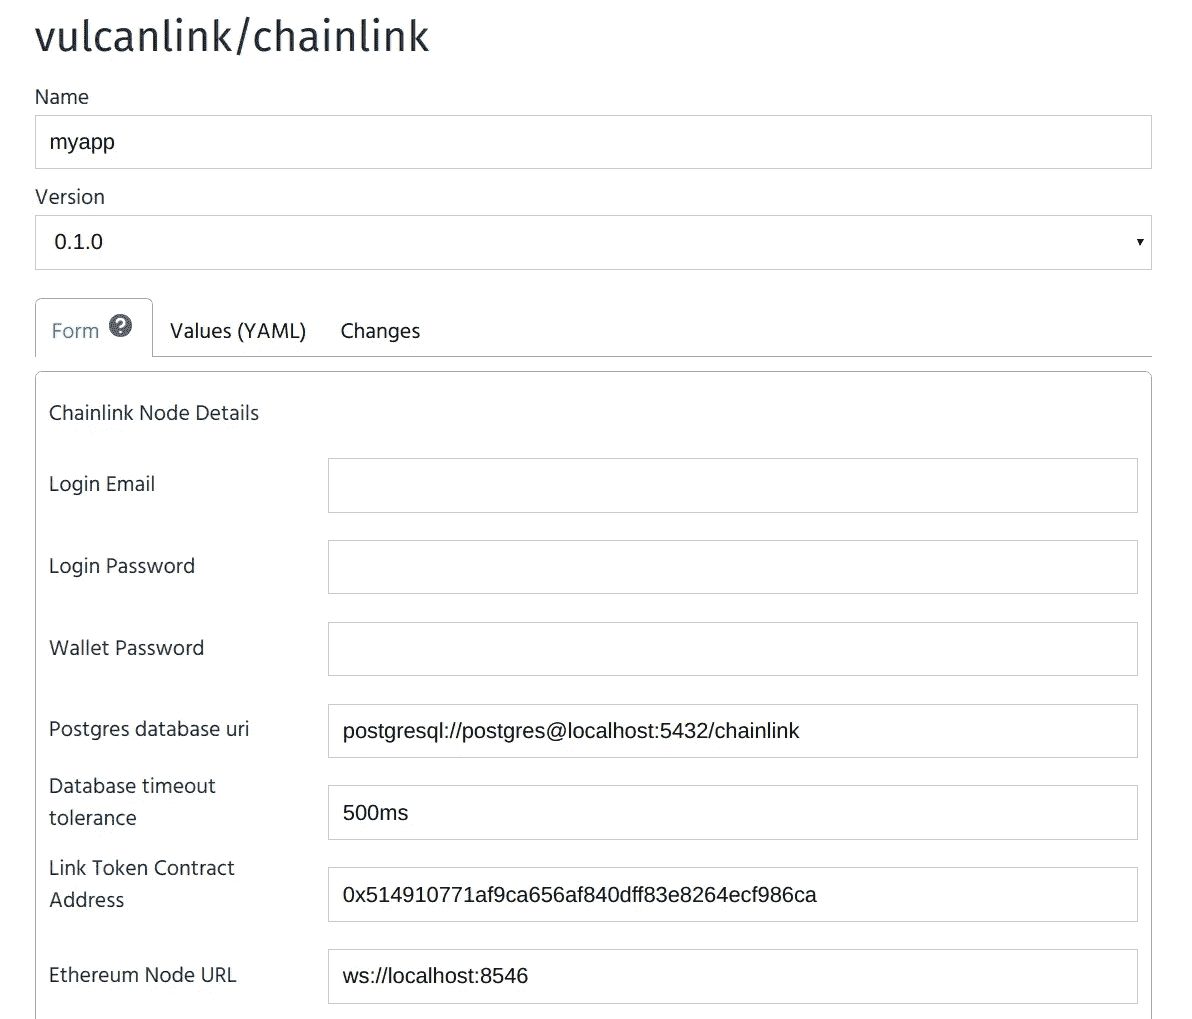 vulcanlink/chainlink
Name
myapp
Version
0.1.0
Form ? Values (YAML) Changes
Chainlink Node Details
Login Email
Login Password
Wallet Password
Postgres database uri postgresql://postgres@localhost:5432/chainlink
Database timeout
tolerance
500ms
Link Token Contract
Address
0x514910771af9ca656af840dff83e8264ecf986ca
Ethereum Node URL ws://localhost:8546